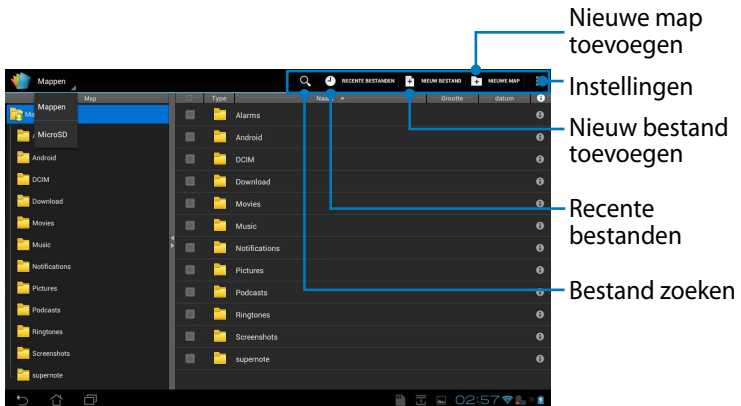 Nieuwe map
toevoegen
Instellingen
Nieuw bestand
toevoegen
Recente
bestanden
Bestand zoeken
Mappen
RECENTE BESTANDEN
NIEUW BESTAND
NIEUWE MAP
Map
Type
Grootte
datum
Mappen
MicroSD
Android
DCIM
Download
Movies
Music
Notifications
Pictures
Podcasts
Ringtones
Screenshots
supernote
Alarms
Android
DCIM
Download
Movies
Music
Notifications
Pictures
Podcasts
Ringtones
Screenshots
supernote
02:57